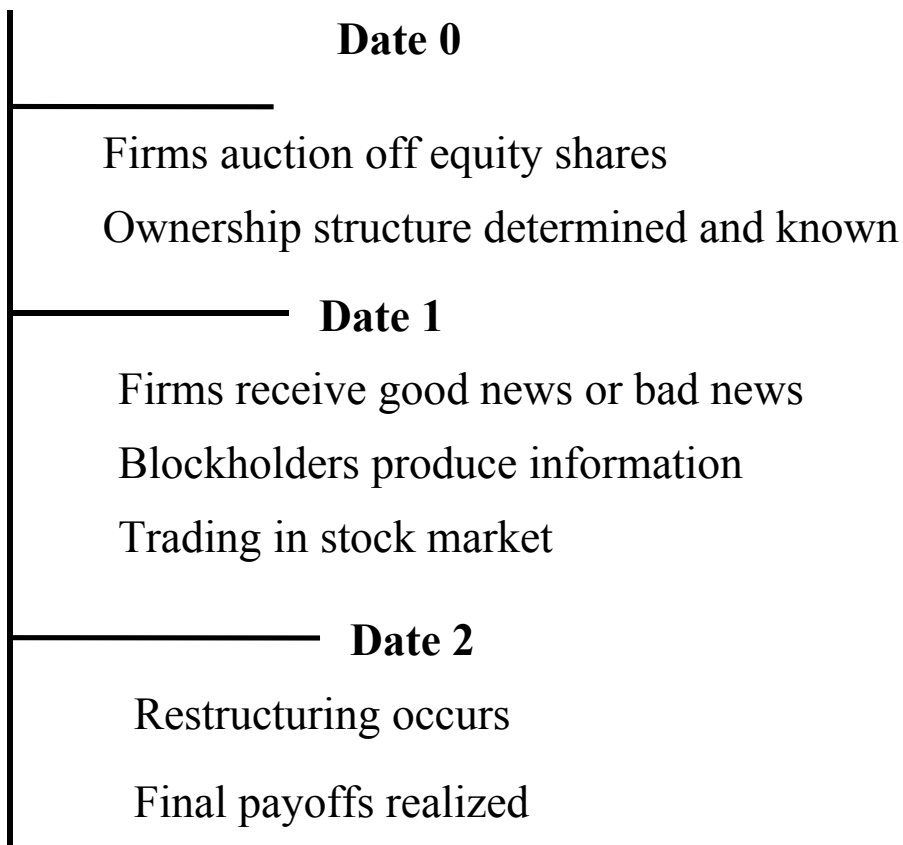 Date 0
Firms auction off equity shares
Ownership structure determined and known
Date 1
Firms receive good news or bad news
Blockholders produce information
Trading in stock market
Date 2
Restructuring occurs
Final payoffs realized